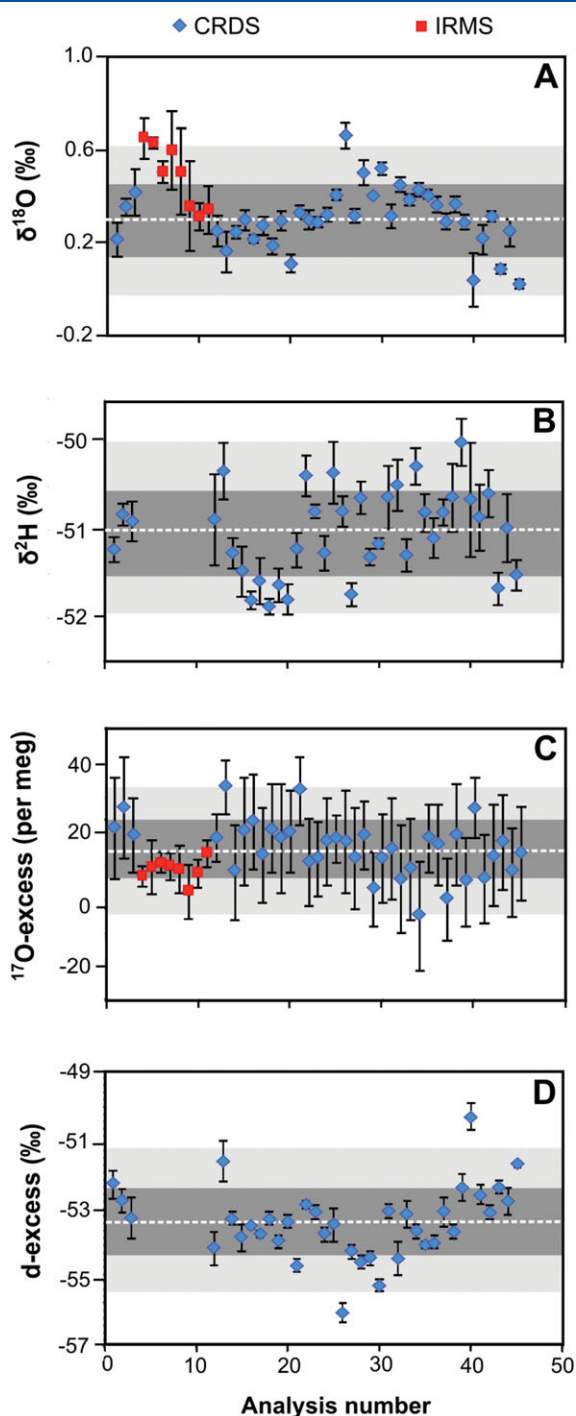 CRDS IRMS
A
δ18O (‰)
1.0
0.6
0.2
-0.2
B
δ2H (‰)
-50
-51
-52
C
17O-excess (per meg)
40
20
0
-20
D
d-excess (‰)
-49
-51
-53
-55
-57
0 10 20 30 40 50
Analysis number